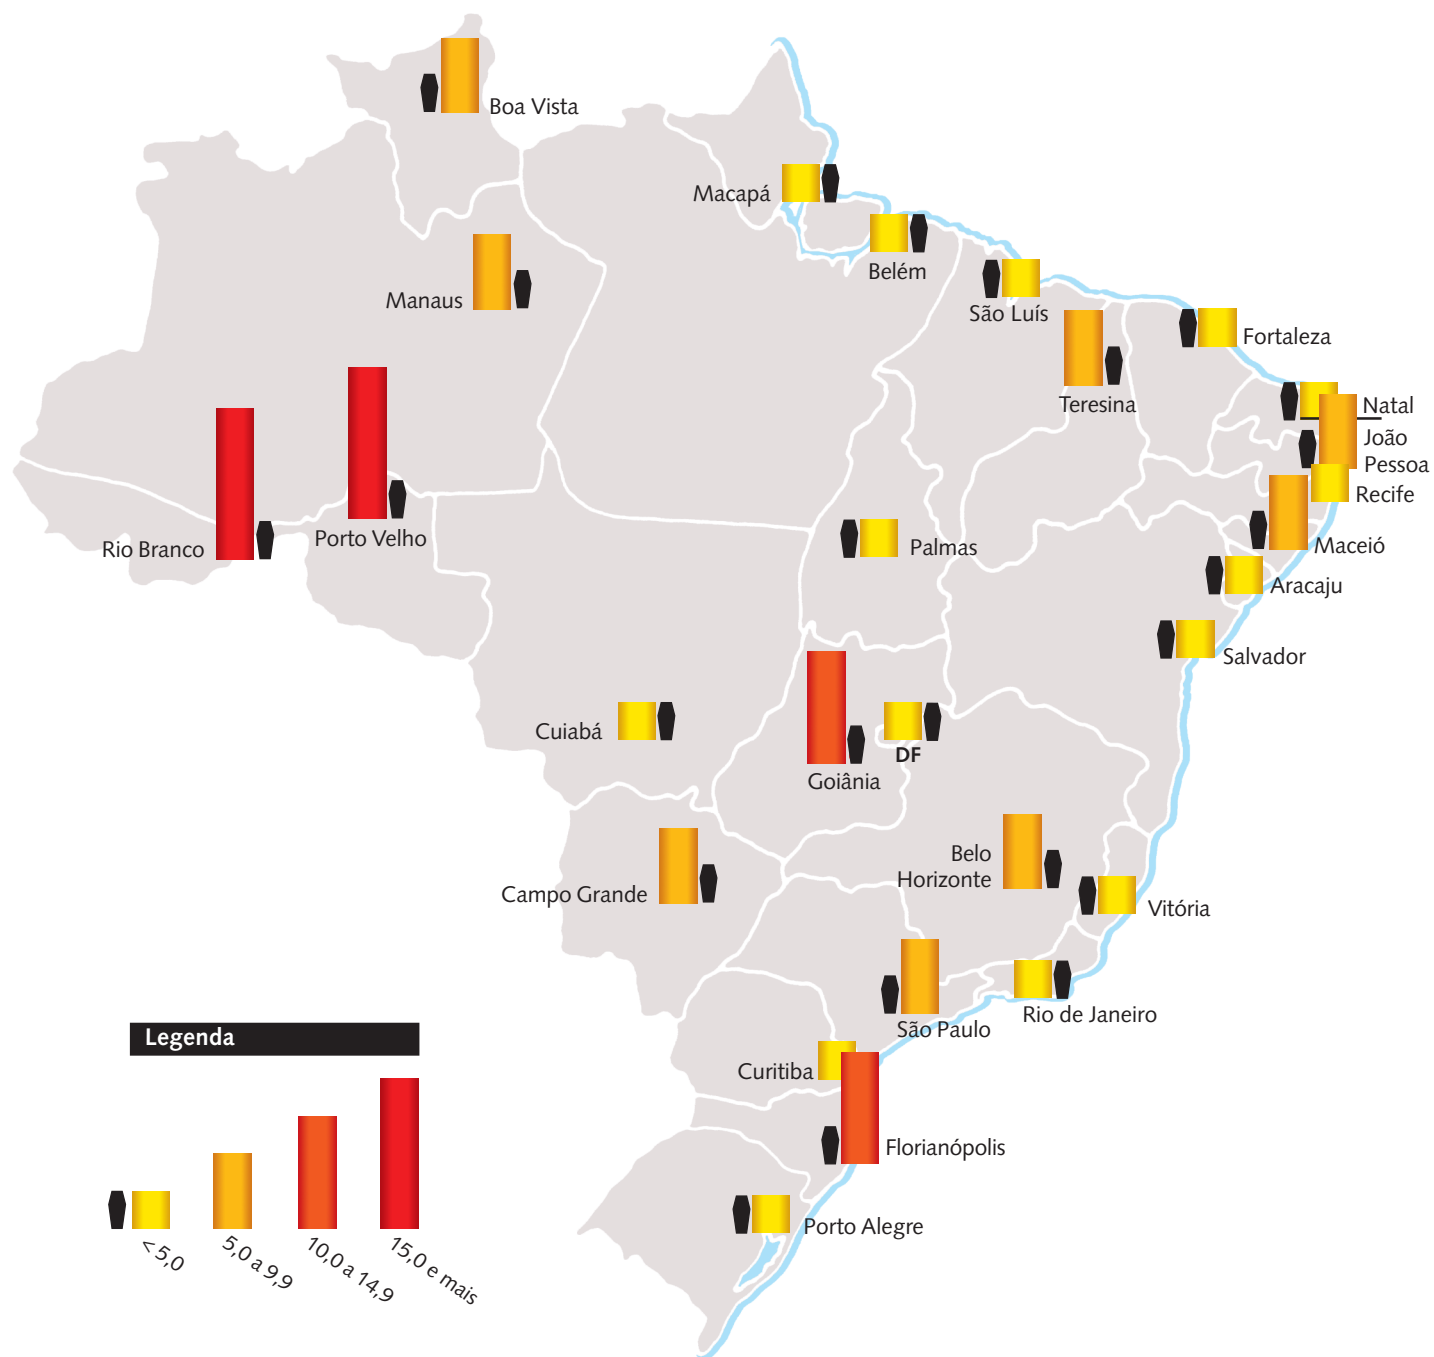 Boa Vista
Macapá
Belém
Manaus
São Luís
Fortaleza
Teresina
Natal
João
Pessoa
Recife
Rio Branco
Porto Velho
Palmas
Maceió
Aracaju
Salvador
Cuiabá
DF
Goiânia
Belo
Horizonte
Campo Grande
Vitória
São Paulo
Rio de Janeiro
Curitiba
Florianópolis
Porto Alegre
Legenda
< 5,0
5,0 a 9,9
10,0 a 14,9
15,0 e mais